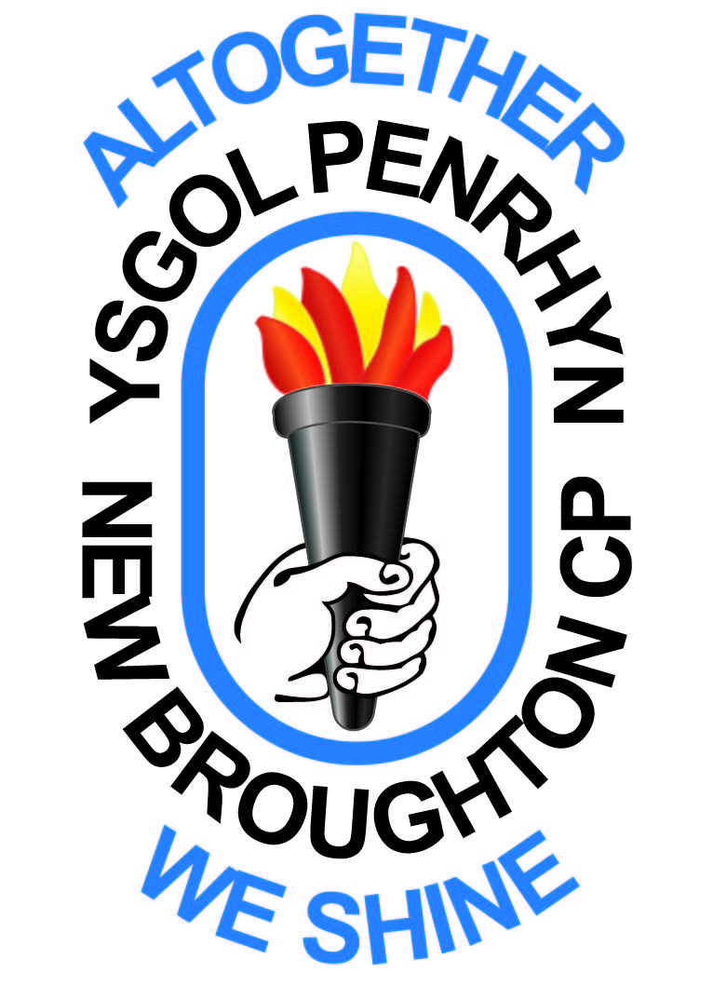 ALTOGETHER
YSGOL PENRHYN
NEW BROUGHTON CP
WE SHINE